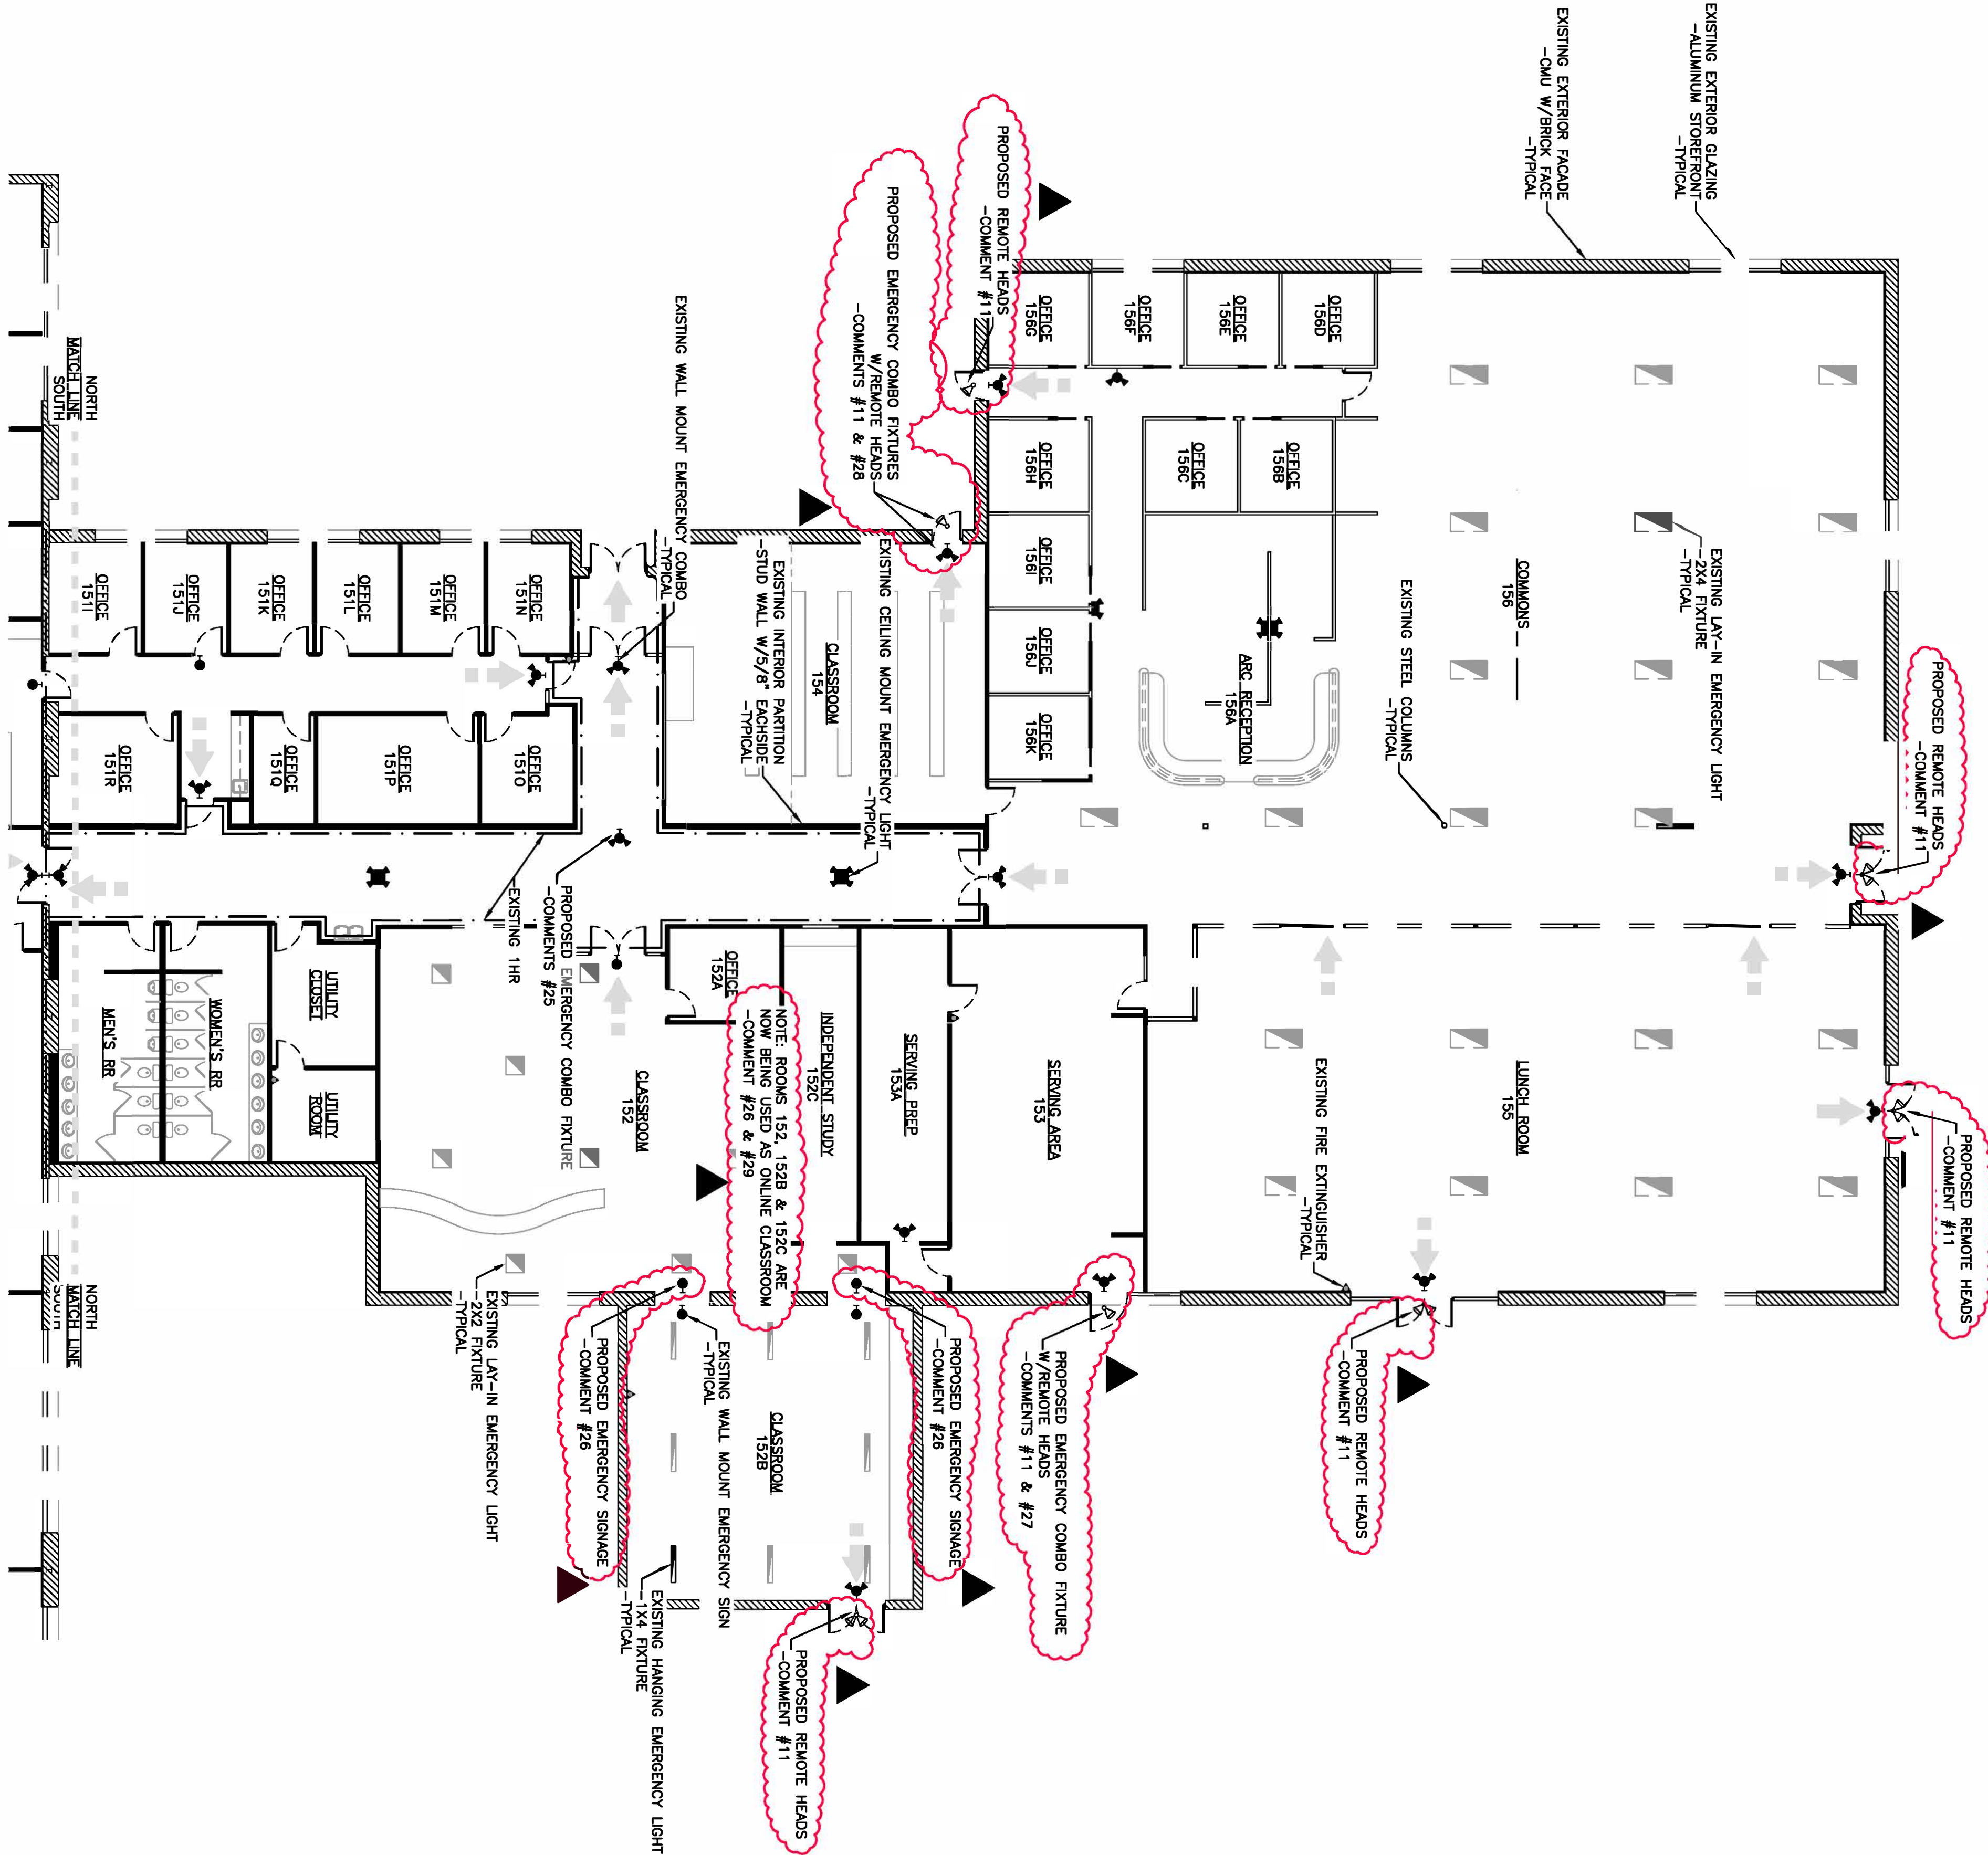 EXISTING EXTERIOR GLAZING
-ALUMINUM STOREFRONT
-TYPICAL
EXISTING EXTERIOR FACADE
-CMU W/BRICK FACE
-TYPICAL
PROPOSED REMOTE HEADS
-COMMENT #11
PROPOSED EMERGENCY COMBO FIXTURES
W/REMOTE HEADS
-COMMENTS #11 & #28
EXISTING WALL MOUNT EMERGENCY COMBO
-TYPICAL
NORTH
MATCH LINE
SOUTH
OFFICE
156D
OFFICE
156E
OFFICE
156F
OFFICE
156G
OFFICE
156B
OFFICE
156C
OFFICE
156H
OFFICE
156I
OFFICE
156J
OFFICE
156K
ARC RECEPTION
156A
COMMONS
156
EXISTING LAY-IN EMERGENCY LIGHT
-2X4 FIXTURE
-TYPICAL
EXISTING STEEL COLUMNS
-TYPICAL
PROPOSED REMOTE HEADS
-COMMENT #11
EXISTING CEILING MOUNT EMERGENCY LIGHT
-TYPICAL
EXISTING INTERIOR PARTITION
-STUD WALL W/5/8" EACHSIDE
-TYPICAL
CLASSROOM
154
OFFICE
151N
OFFICE
151M
OFFICE
151L
OFFICE
151K
OFFICE
151J
OFFICE
151I
OFFICE
151O
OFFICE
151P
OFFICE
151Q
OFFICE
151R
PROPOSED EMERGENCY COMBO FIXTURE
-COMMENTS #25
EXISTING 1HR
OFFICE
152A
NOTE: ROOMS 152, 152B & 152C ARE
NOW BEING USED AS ONLINE CLASSROOM
-COMMENT #26 & #29
INDEPENDENT STUDY
152C
SERVING PREP
153A
SERVING AREA
153
LUNCH ROOM
155
EXISTING FIRE EXTINGUISHER
-TYPICAL
PROPOSED REMOTE HEADS
-COMMENT #11
CLASSROOM
152
UTILITY
CLOSET
UTILITY
ROOM
WOMEN'S RR
MEN'S RR
NORTH
MATCH LINE
SOUTH
EXISTING LAY-IN EMERGENCY LIGHT
-2X2 FIXTURE
-TYPICAL
PROPOSED EMERGENCY SIGNAGE
-COMMENT #26
EXISTING WALL MOUNT EMERGENCY SIGN
-TYPICAL
CLASSROOM
152B
EXISTING HANGING EMERGENCY LIGHT
-1X4 FIXTURE
-TYPICAL
PROPOSED EMERGENCY SIGNAGE
-COMMENT #26
PROPOSED EMERGENCY COMBO FIXTURE
W/REMOTE HEADS
-COMMENTS #11 & #27
PROPOSED REMOTE HEADS
-COMMENT #11
PROPOSED REMOTE HEADS
-COMMENT #11